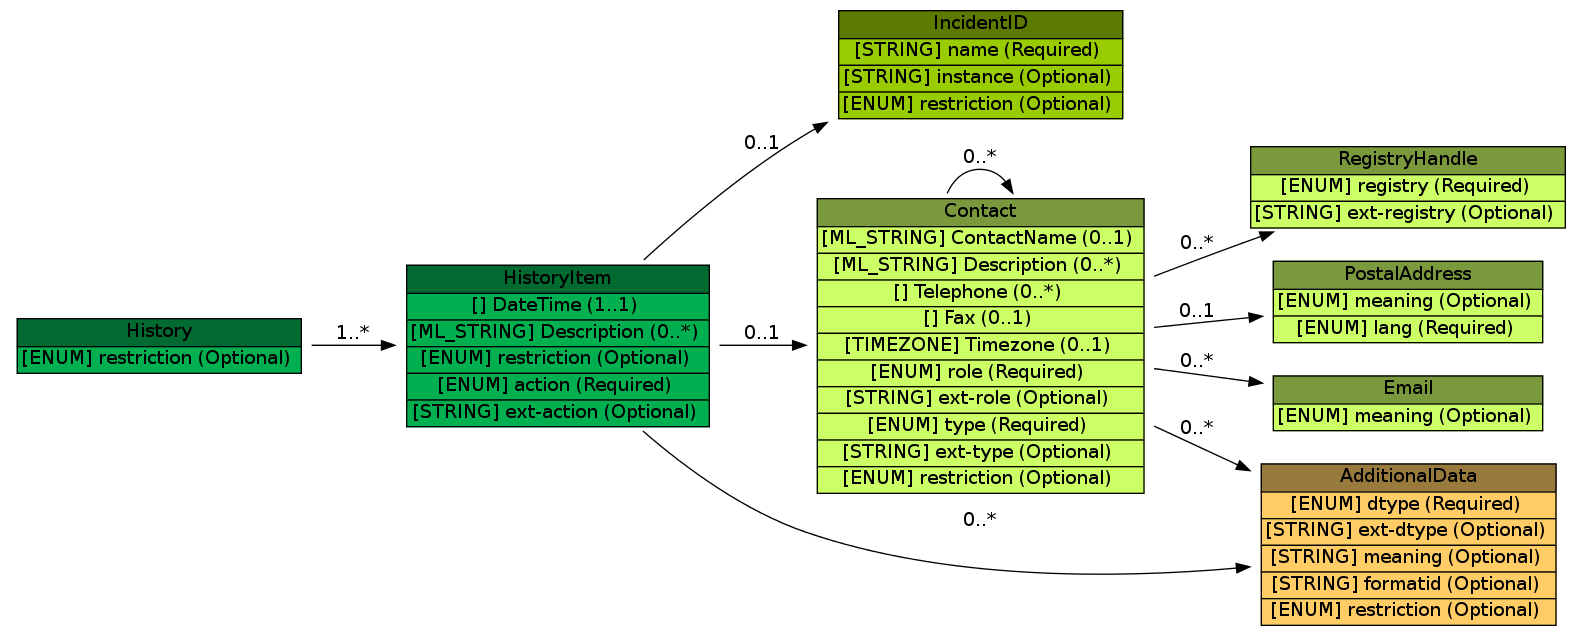 IncidentID
[STRING] name (Required)
[STRING] instance (Optional)
[ENUM] restriction (Optional)
0..1
0..*
RegistryHandle
[ENUM] registry (Required)
[STRING] ext-registry (Optional)
Contact
[ML_STRING] ContactName (0..1)
[ML_STRING] Description (0..*)
[] Telephone (0..*)
[] Fax (0..1)
[TIMEZONE] Timezone (0..1)
[ENUM] role (Required)
[STRING] ext-role (Optional)
[ENUM] type (Required)
[STRING] ext-type (Optional)
[ENUM] restriction (Optional)
0..*
PostalAddress
[ENUM] meaning (Optional)
[ENUM] lang (Required)
0..1
HistoryItem
[] DateTime (1..1)
[ML_STRING] Description (0..*)
[ENUM] restriction (Optional)
[ENUM] action (Required)
[STRING] ext-action (Optional)
History
[ENUM] restriction (Optional)
1..*
0..1
0..*
Email
[ENUM] meaning (Optional)
0..*
AdditionalData
[ENUM] dtype (Required)
[STRING] ext-dtype (Optional)
[STRING] meaning (Optional)
[STRING] formatid (Optional)
[ENUM] restriction (Optional)
0..*